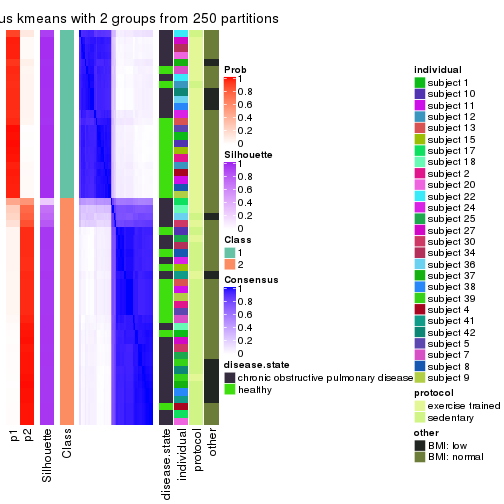 us kmeans with 2 groups from 250 partitions
Prob
1
0.8
0.6
0.4
0.2
0
Silhouette
1
0.8
0.6
0.4
0.2
0
Class
1
2
Consensus
1
0.8
0.6
0.4
0.2
0
disease.state
chronic obstructive pulmonary disease
healthy
individual
subject 1
subject 10
subject 11
subject 12
subject 13
subject 15
subject 17
subject 18
subject 2
subject 20
subject 22
subject 24
subject 25
subject 27
subject 30
subject 34
subject 36
subject 37
subject 38
subject 39
subject 4
subject 41
subject 42
subject 5
subject 7
subject 8
subject 9
protocol
exercise trained
sedentary
other
BMI: low
BMI: normal
p1
p2
Silhouette
Class
disease.state
individual
protocol
other